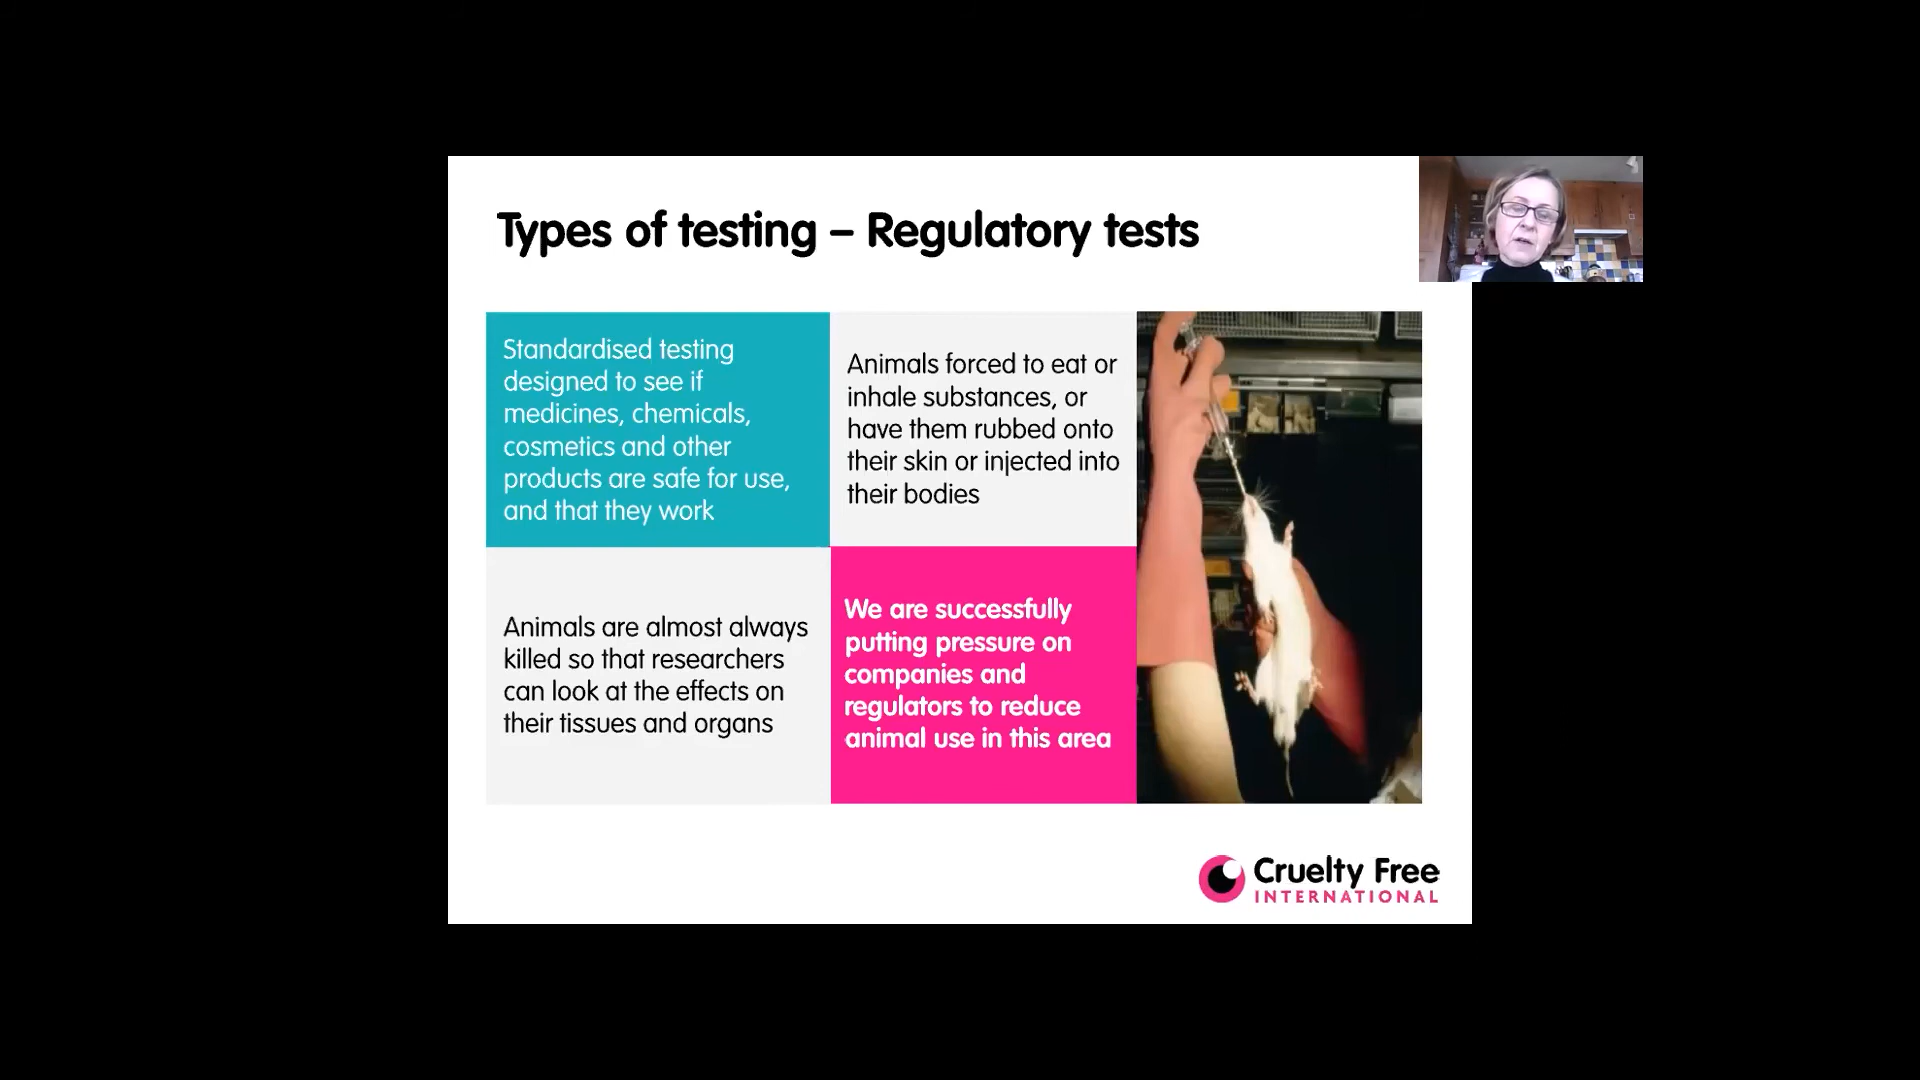 Types of testing – Regulatory tests
Standardised testing
designed to see if
medicines, chemicals,
cosmetics and other
products are safe for use,
and that they work
Animals forced to eat or
inhale substances, or
have them rubbed onto
their skin or injected into
their bodies
Animals are almost always
killed so that researchers
can look at the effects on
their tissues and organs
We are successfully
putting pressure on
companies and
regulators to reduce
animal use in this area
Cruelty Free
INTERNATIONAL